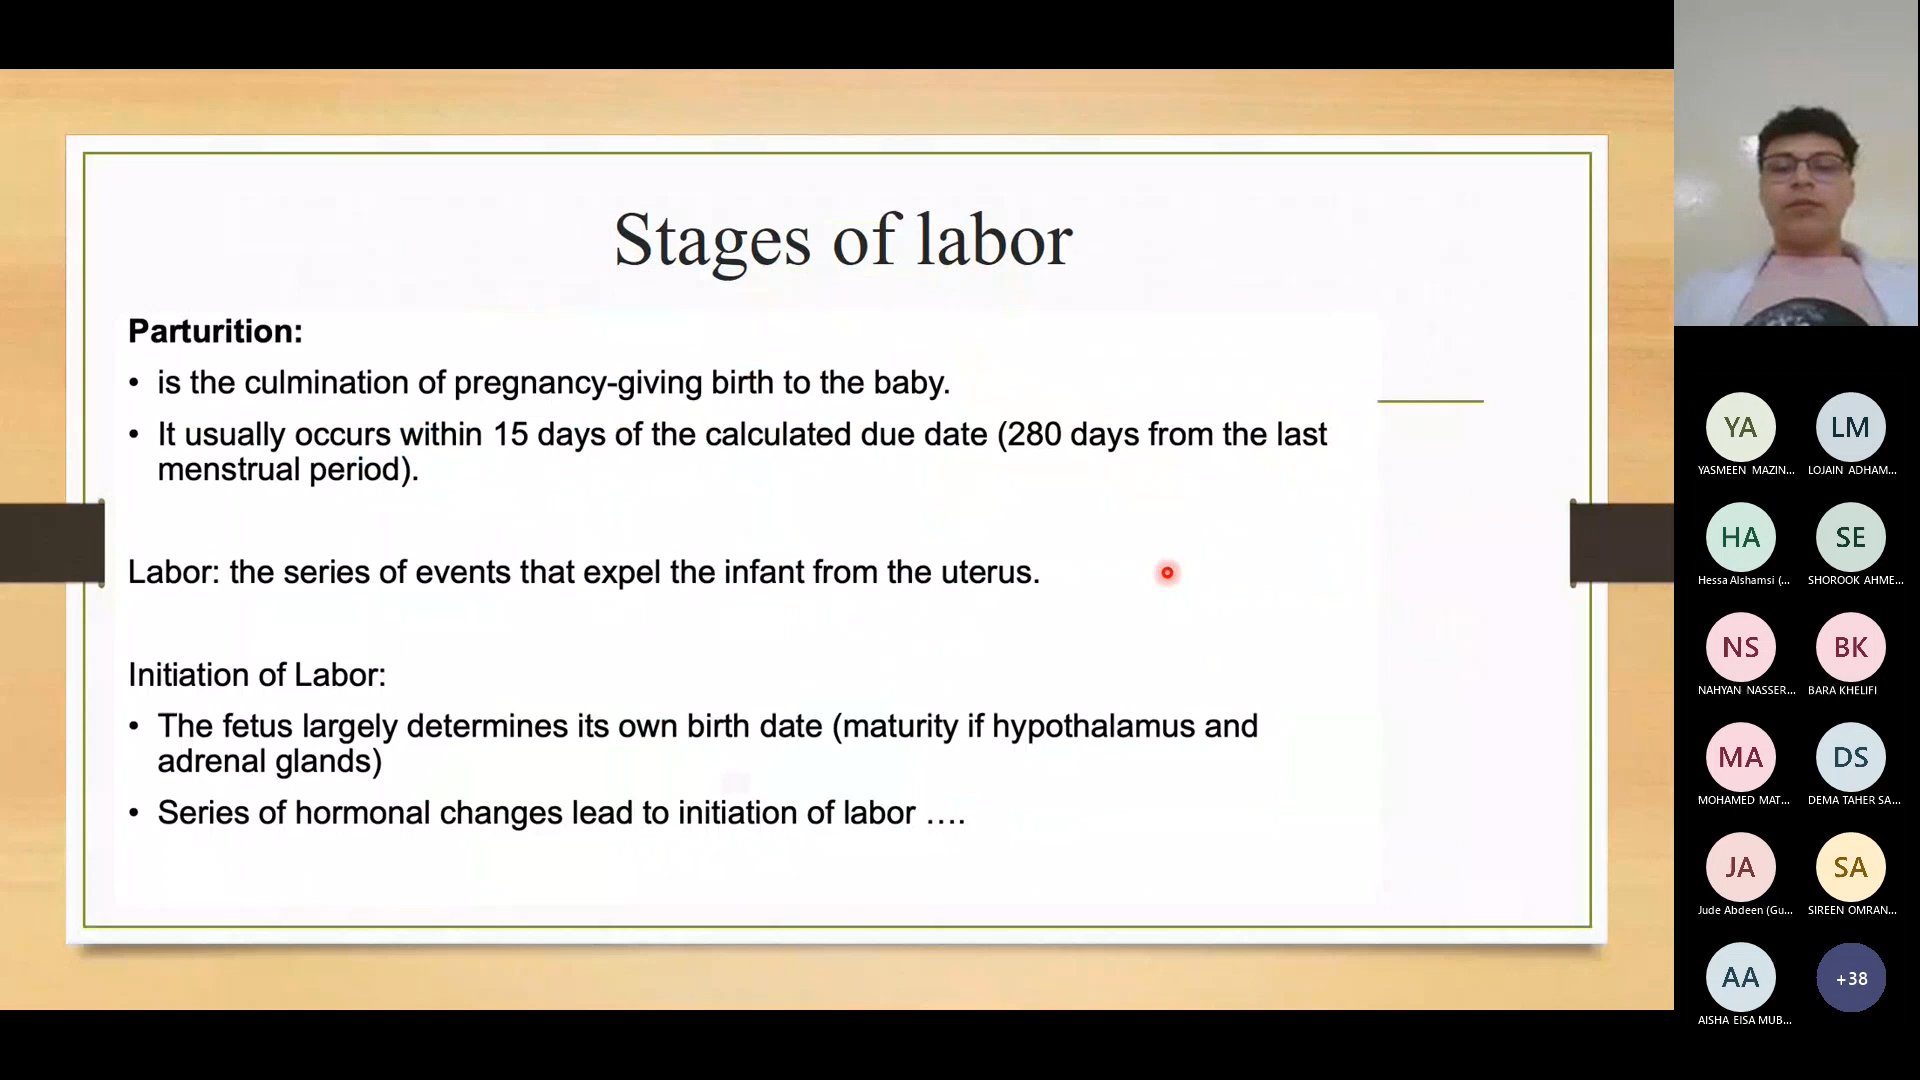 Stages of labor
Parturition:
• is the culmination of pregnancy-giving birth to the baby.
• It usually occurs within 15 days of the calculated due date (280 days from the last
menstrual period).
Labor: the series of events that expel the infant from the uterus.
Initiation of Labor:
• The fetus largely determines its own birth date (maturity if hypothalamus and
adrenal glands)
• Series of hormonal changes lead to initiation of labor ....
YA
YASMEEN MAZIN...
LM
LOJAIN ADHAM...
HA
Hessa Alshamsi (...
SE
SHOROOK AHME...
NS
NAHYAN NASSER...
BK
BARA KHELIFI
MA
MOHAMED MAT...
DS
DEMA TAHER SA...
JA
Jude Abdeen (Gu...
SA
SIREEN OMRAN...
AA
AISHA EISA MUB...
+38